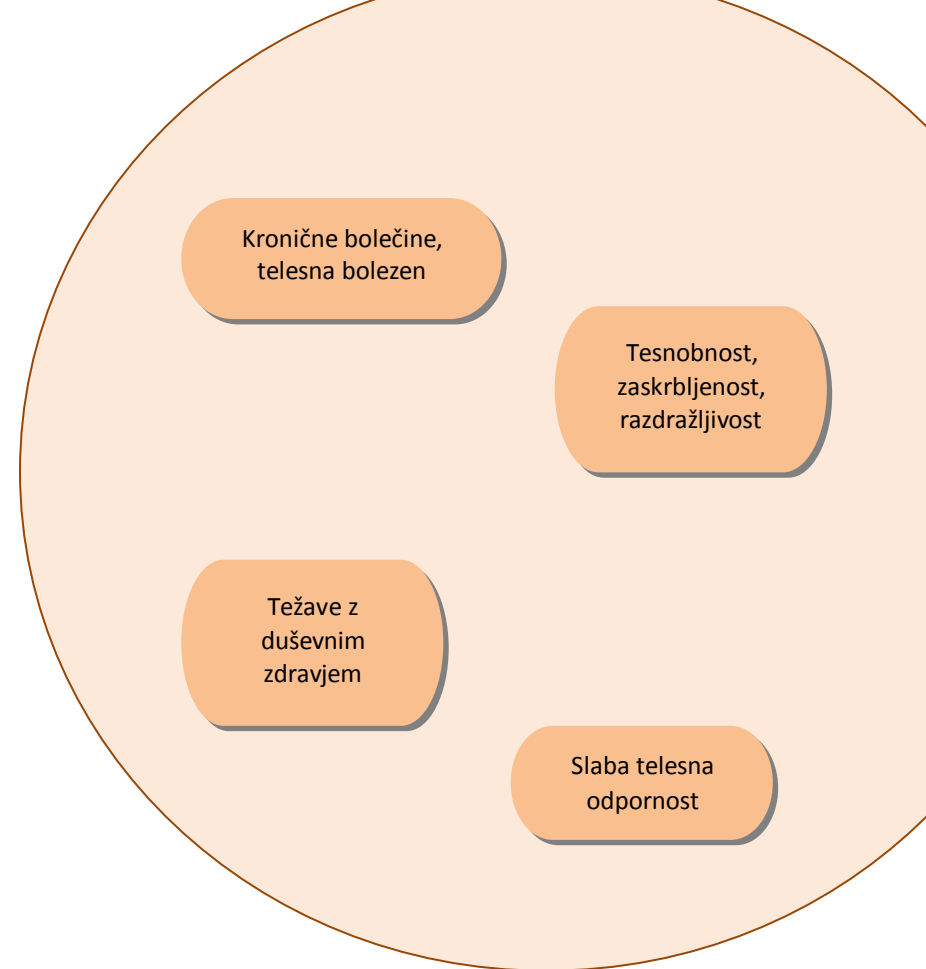 Kronične bolečine,
telesna bolezen
Tesnobnost,
zaskrbljenost,
razdražljivost
Težave z
duševnim
zdravjem
Slaba telesna
odpornost